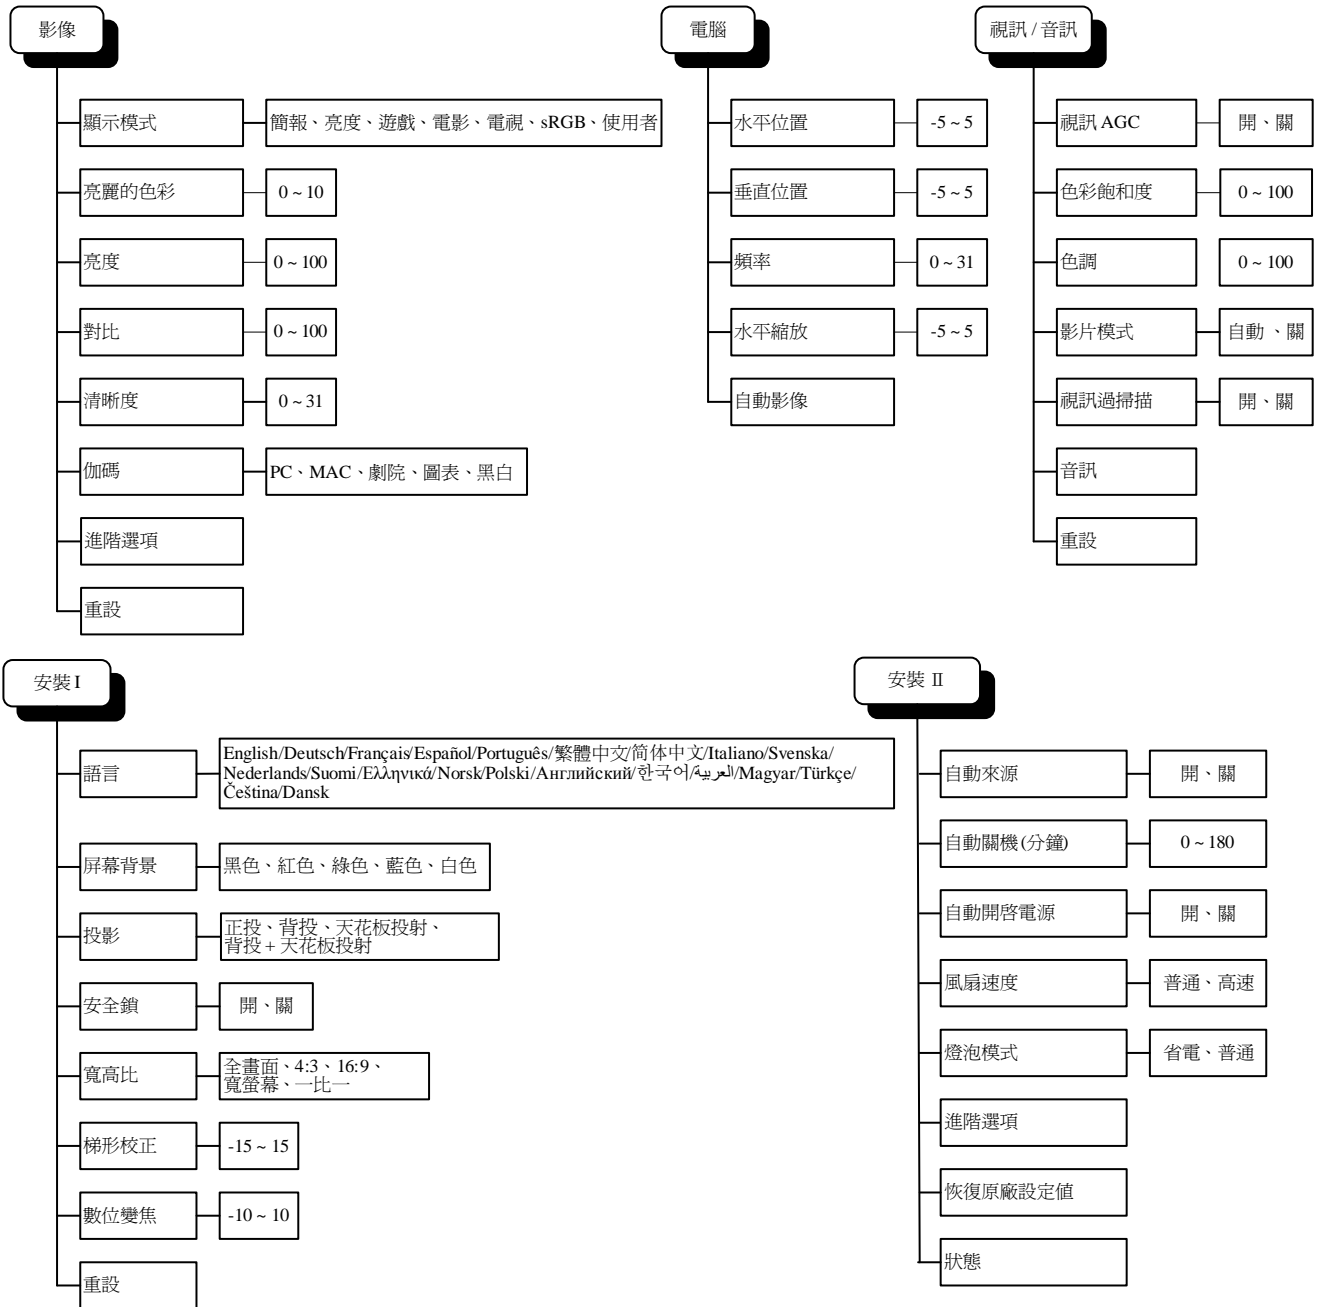 影像
顯示模式
簡報、亮度、遊戲、電影、電視、sRGB、使用者
亮麗的色彩
0 ~ 10
亮度
0 ~ 100
對比
0 ~ 100
清晰度
0 ~ 31
伽碼
PC、MAC、劇院、圖表、黑白
進階選項
重設
電腦
水平位置
-5 ~ 5
垂直位置
-5 ~ 5
頻率
0 ~ 31
水平縮放
-5 ~ 5
自動影像
視訊 / 音訊
視訊 AGC
開、關
色彩飽和度
0 ~ 100
色調
0 ~ 100
影片模式
自動 、關
視訊過掃描
開、關
音訊
重設
安裝 I
語言
English/Deutsch/Français/Español/Português/繁體中文/简体中文/Italiano/Svenska/
Nederlands/Suomi/Ελληνικά/Norsk/Polski/Английский/한국어/العربية/Magyar/Türkçe/
Čeština/Dansk
屏幕背景
黑色、紅色、綠色、藍色、白色
投影
正投、背投、天花板投射、
背投 + 天花板投射
安全鎖
開、關
寬高比
全畫面、4:3、16:9、
寬螢幕、一比一
梯形校正
-15 ~ 15
數位變焦
-10 ~ 10
重設
安裝 II
自動來源
開、關
自動關機 (分鐘)
0 ~ 180
自動開啓電源
開、關
風扇速度
普通、高速
燈泡模式
省電、普通
進階選項
恢復原廠設定值
狀態